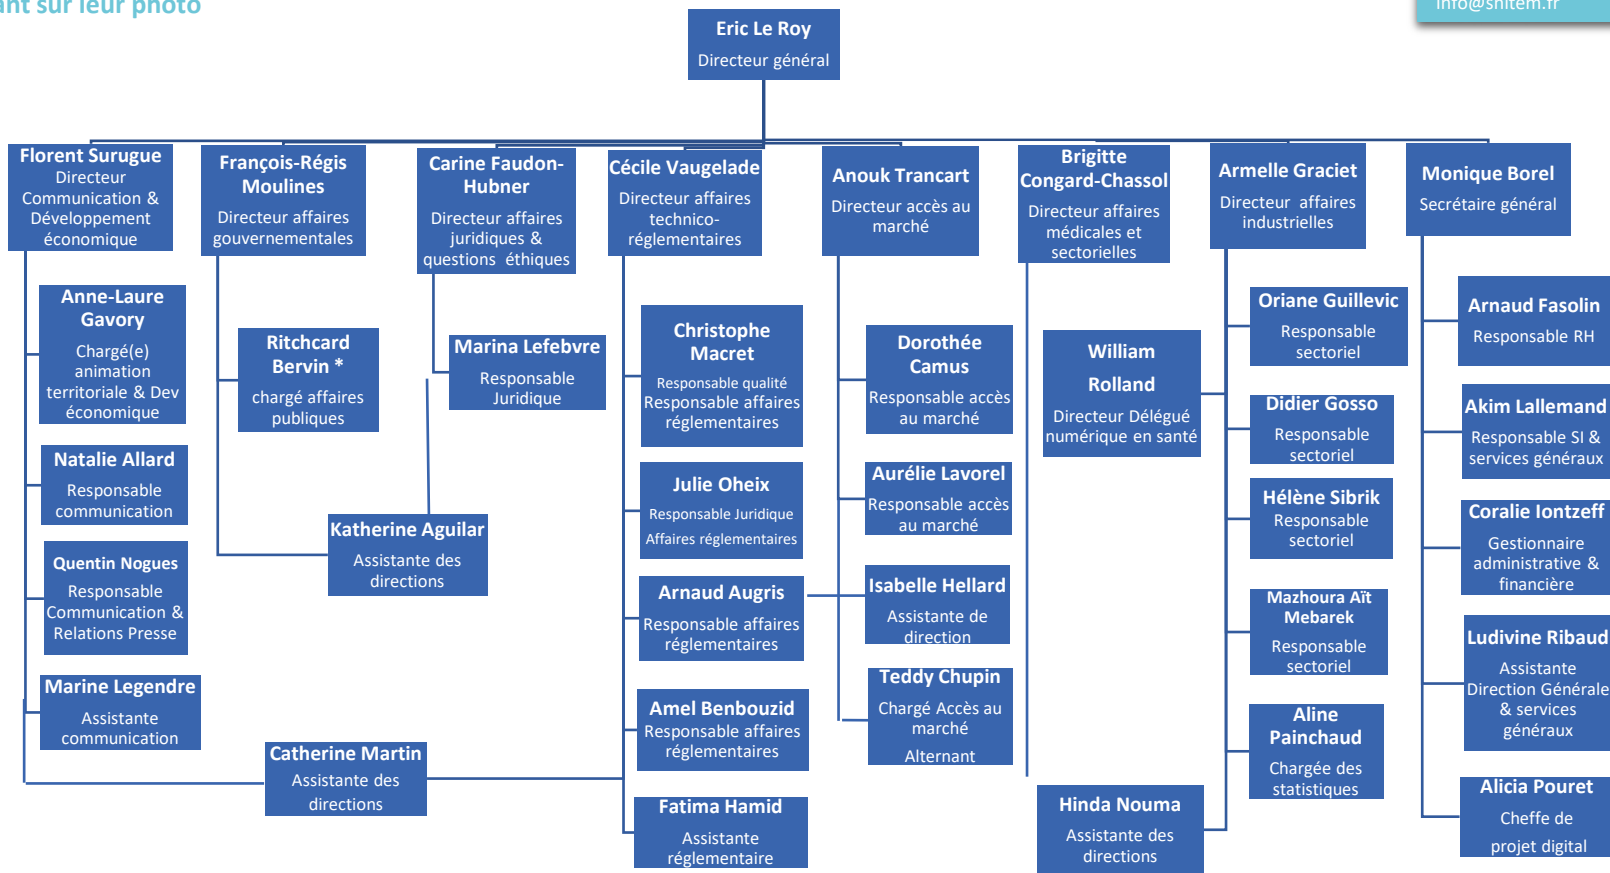 ant sur leur photo
info@snitem.fr
Eric Le Roy
Directeur général
Florent Surugue
Directeur
Communication &
Développement
économique
François-Régis
Moulines
Directeur affaires
gouvernementales
Carine Faudon-
Hubner
Directeur affaires
juridiques &
questions éthiques
Cécile Vaugelade
Directeur affaires
technico-
réglementaires
Anouk Trancart
Directeur accès au
marché
Brigitte
Congard-Chassol
Directeur affaires
médicales et
sectorielles
Armelle Graciet
Directeur affaires
industrielles
Monique Borel
Secrétaire général
Anne-Laure
Gavory
Chargé(e)
animation
territoriale & Dev
économique
Natalie Allard
Responsable
communication
Quentin Nogues
Responsable
Communication &
Relations Presse
Marine Legendre
Assistante
communication
Ritchcard
Bervin *
chargé affaires
publiques
Katherine Aguilar
Assistante des
directions
Catherine Martin
Assistante des
directions
Marina Lefebvre
Responsable
Juridique
Christophe
Macret
Responsable qualité
Responsable affaires
réglementaires
Julie Oheix
Responsable Juridique
Affaires réglementaires
Arnaud Augris
Responsable affaires
réglementaires
Amel Benbouzid
Responsable affaires
réglementaires
Fatima Hamid
Assistante
réglementaire
Dorothée
Camus
Responsable accès
au marché
Aurélie Lavorel
Responsable accès
au marché
Isabelle Hellard
Assistante de
direction
Teddy Chupin
Chargé Accès au
marché
Alternant
William
Rolland
Directeur Délégué
numérique en santé
Hinda Nouma
Assistante des
directions
Oriane Guillevic
Responsable
sectoriel
Didier Gosso
Responsable
sectoriel
Hélène Sibrik
Responsable
sectoriel
Mazhoura Aït
Mebarek
Responsable
sectoriel
Aline
Painchaud
Chargée des
statistiques
Arnaud Fasolin
Responsable RH
Akim Lallemand
Responsable SI &
services généraux
Coralie Iontzeff
Gestionnaire
administrative &
financière
Ludivine Ribaud
Assistante
Direction Générale
& services
généraux
Alicia Pouret
Cheffe de
projet digital